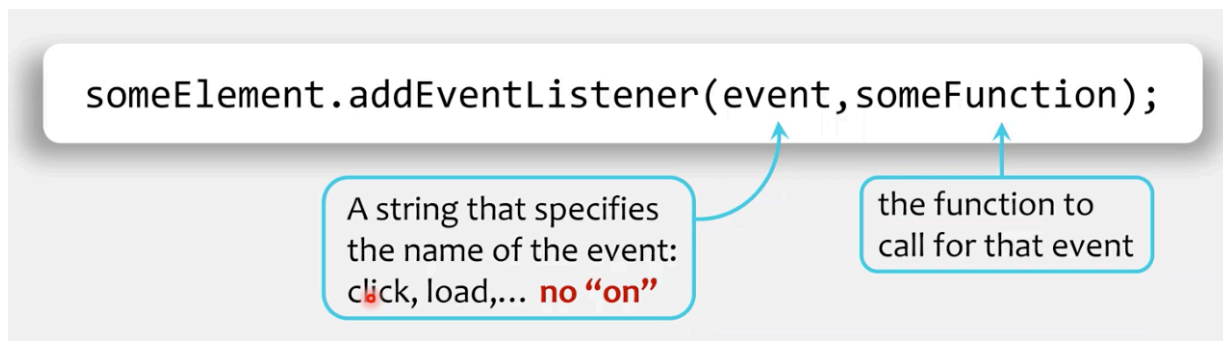 someElement.addEventListener(event,someFunction);
A string that specifies
the name of the event:
click, load,... no “on”
the function to
call for that event